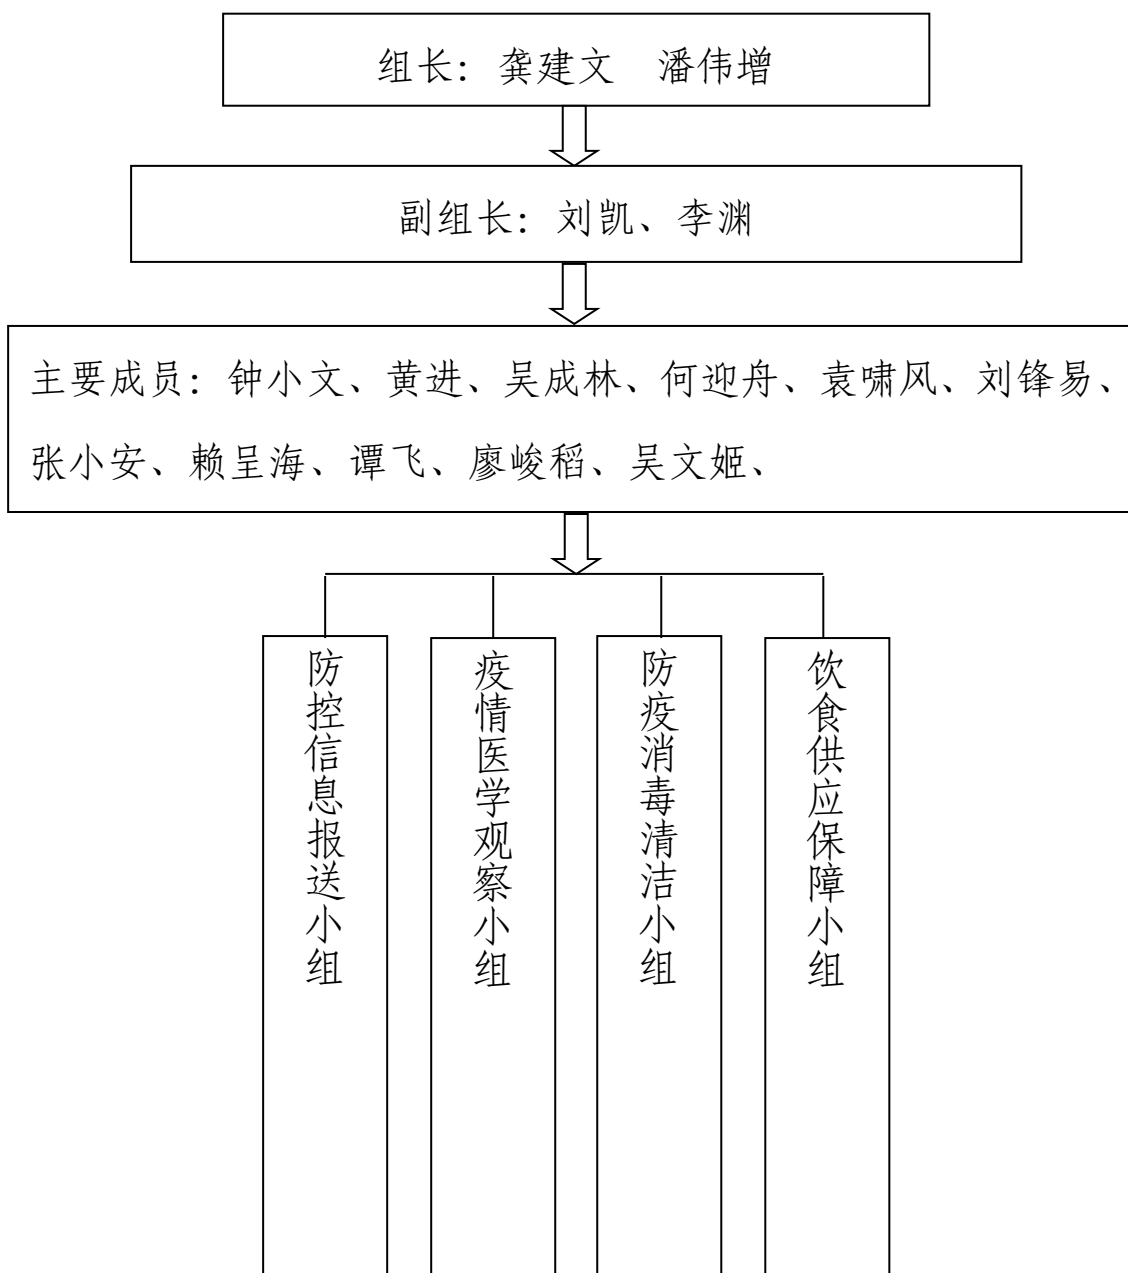 组长：龚建文　潘伟增
副组长：刘凯、李渊
主要成员：钟小文、黄进、吴成林、何迎舟、袁啸风、刘锋易、
张小安、赖呈海、谭飞、廖峻稻、吴文姬、
防控信息报送小组
疫情医学观察小组
防疫消毒清洁小组
饮食供应保障小组